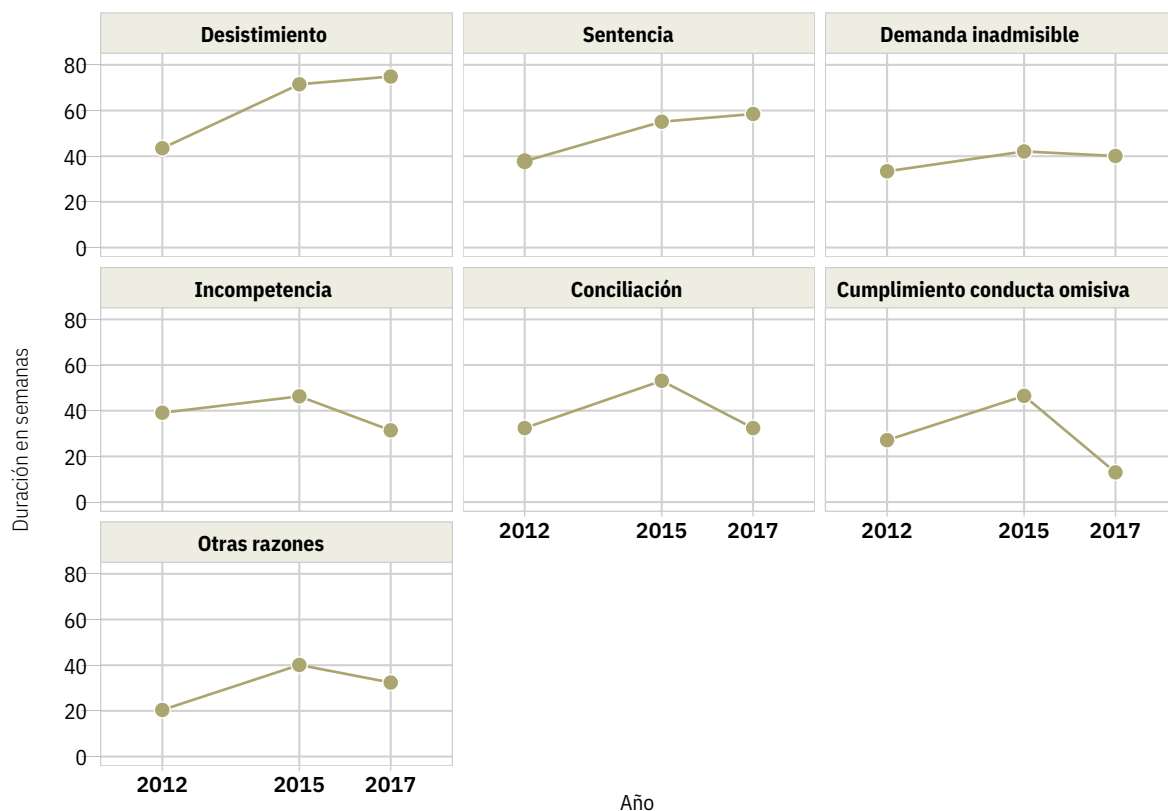 Desistimiento
Sentencia
Demanda inadmisible
80
60
40
20
0
Incompetencia
Conciliación
Cumplimiento conducta omisiva
80
60
40
20
0
2012 2015 2017
2012 2015 2017
Otras razones
80
60
40
20
0
2012 2015 2017
Duración en semanas
Año